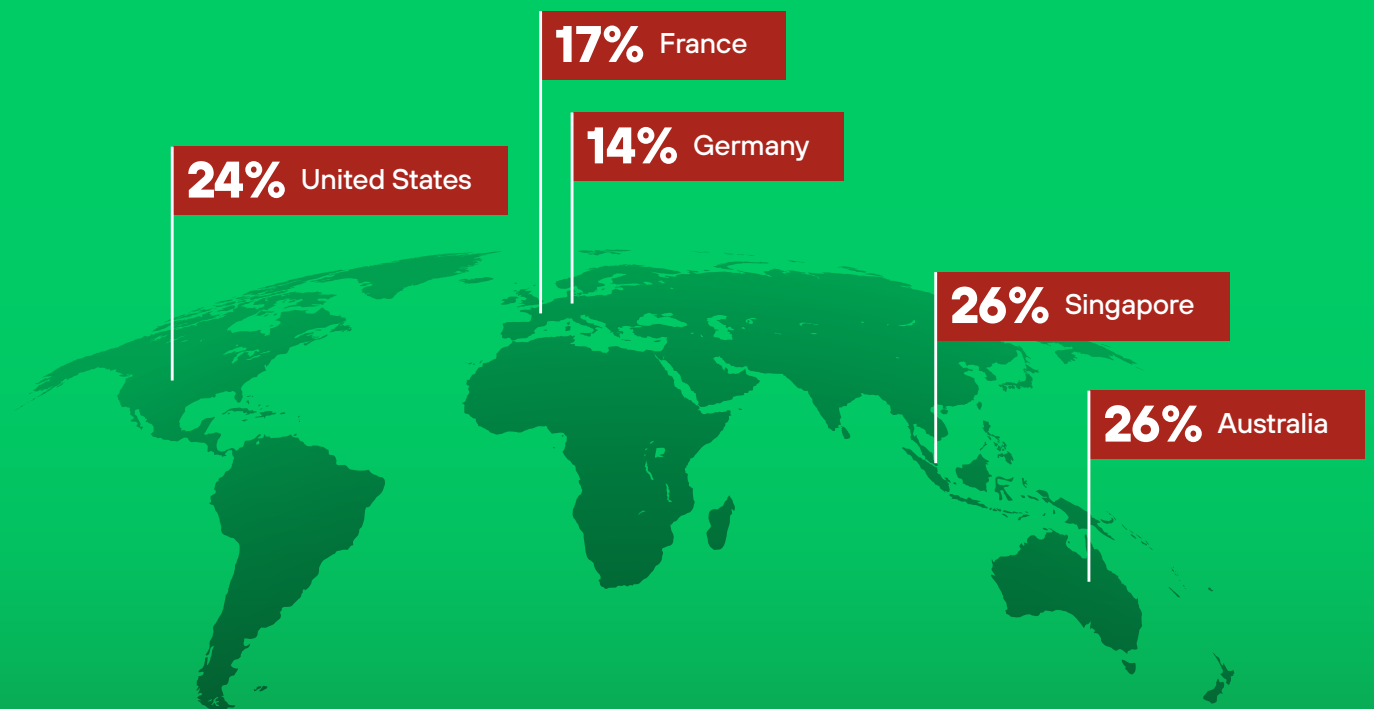 17% France
14% Germany
24% United States
26% Singapore
26% Australia